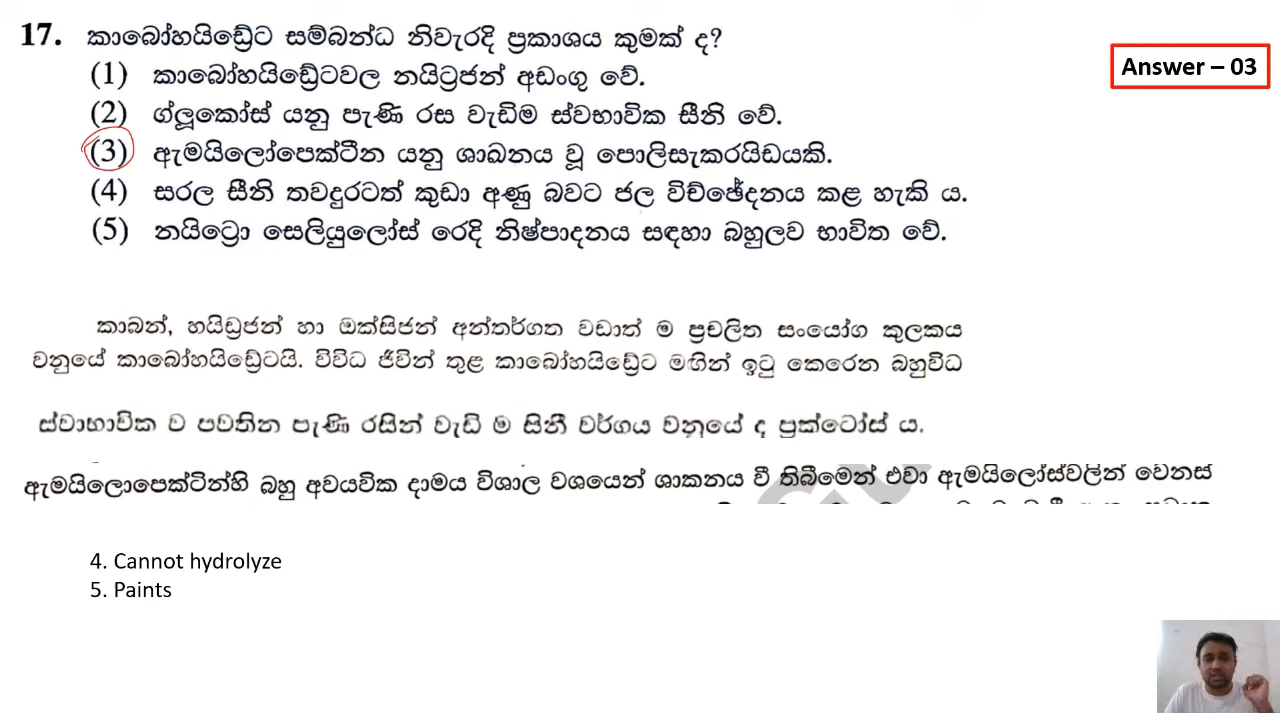 17. කාබෝහයිඩ්‍රේට සම්බන්ධ නිවැරදි ප්‍රකාශය කුමක් ද?
Answer – 03
(1) කාබෝහයිඩ්‍රේටවල නයිට්‍රජන් අඩංගු වේ.
(2) ග්ලූකෝස් යනු පැණි රස වැඩිම ස්වභාවික සීනි වේ.
(3) ඇමයිලෝපෙක්ටීන යනු ශාඛනය වූ පොලිසැකරයිඩයකි.
(4) සරල සීනි තවදුරටත් කුඩා අණු බවට ජල විච්ඡේදනය කළ හැකි ය.
(5) නයිට්‍රො සෙලියුලෝස් රෙදි නිෂ්පාදනය සඳහා බහුලව භාවිත වේ.
කාබන්, හයිඩ්‍රජන් හා ඔක්සිජන් අන්තර්ගත වඩාත් ම ප්‍රචලිත සංයෝග කුලකය
වනුයේ කාබෝහයිඩ්‍රේටයි. විවිධ ජීවීන් තුළ කාබෝහයිඩ්‍රේට මඟින් ඉටු කෙරෙන බහුවිධ
ස්වාභාවික ව පවතින පැණි රසින් වැඩි ම සිනී වර්ගය වනුයේ ද ප්‍රක්ටෝස් ය.
ඇමයිලොපෙක්ටින්හි බහු අවයවික දාමය විශාල වශයෙන් ශාකනය වී තිබීමෙන් එවා ඇමයිලෝස්වලින් වෙනස්
4. Cannot hydrolyze
5. Paints